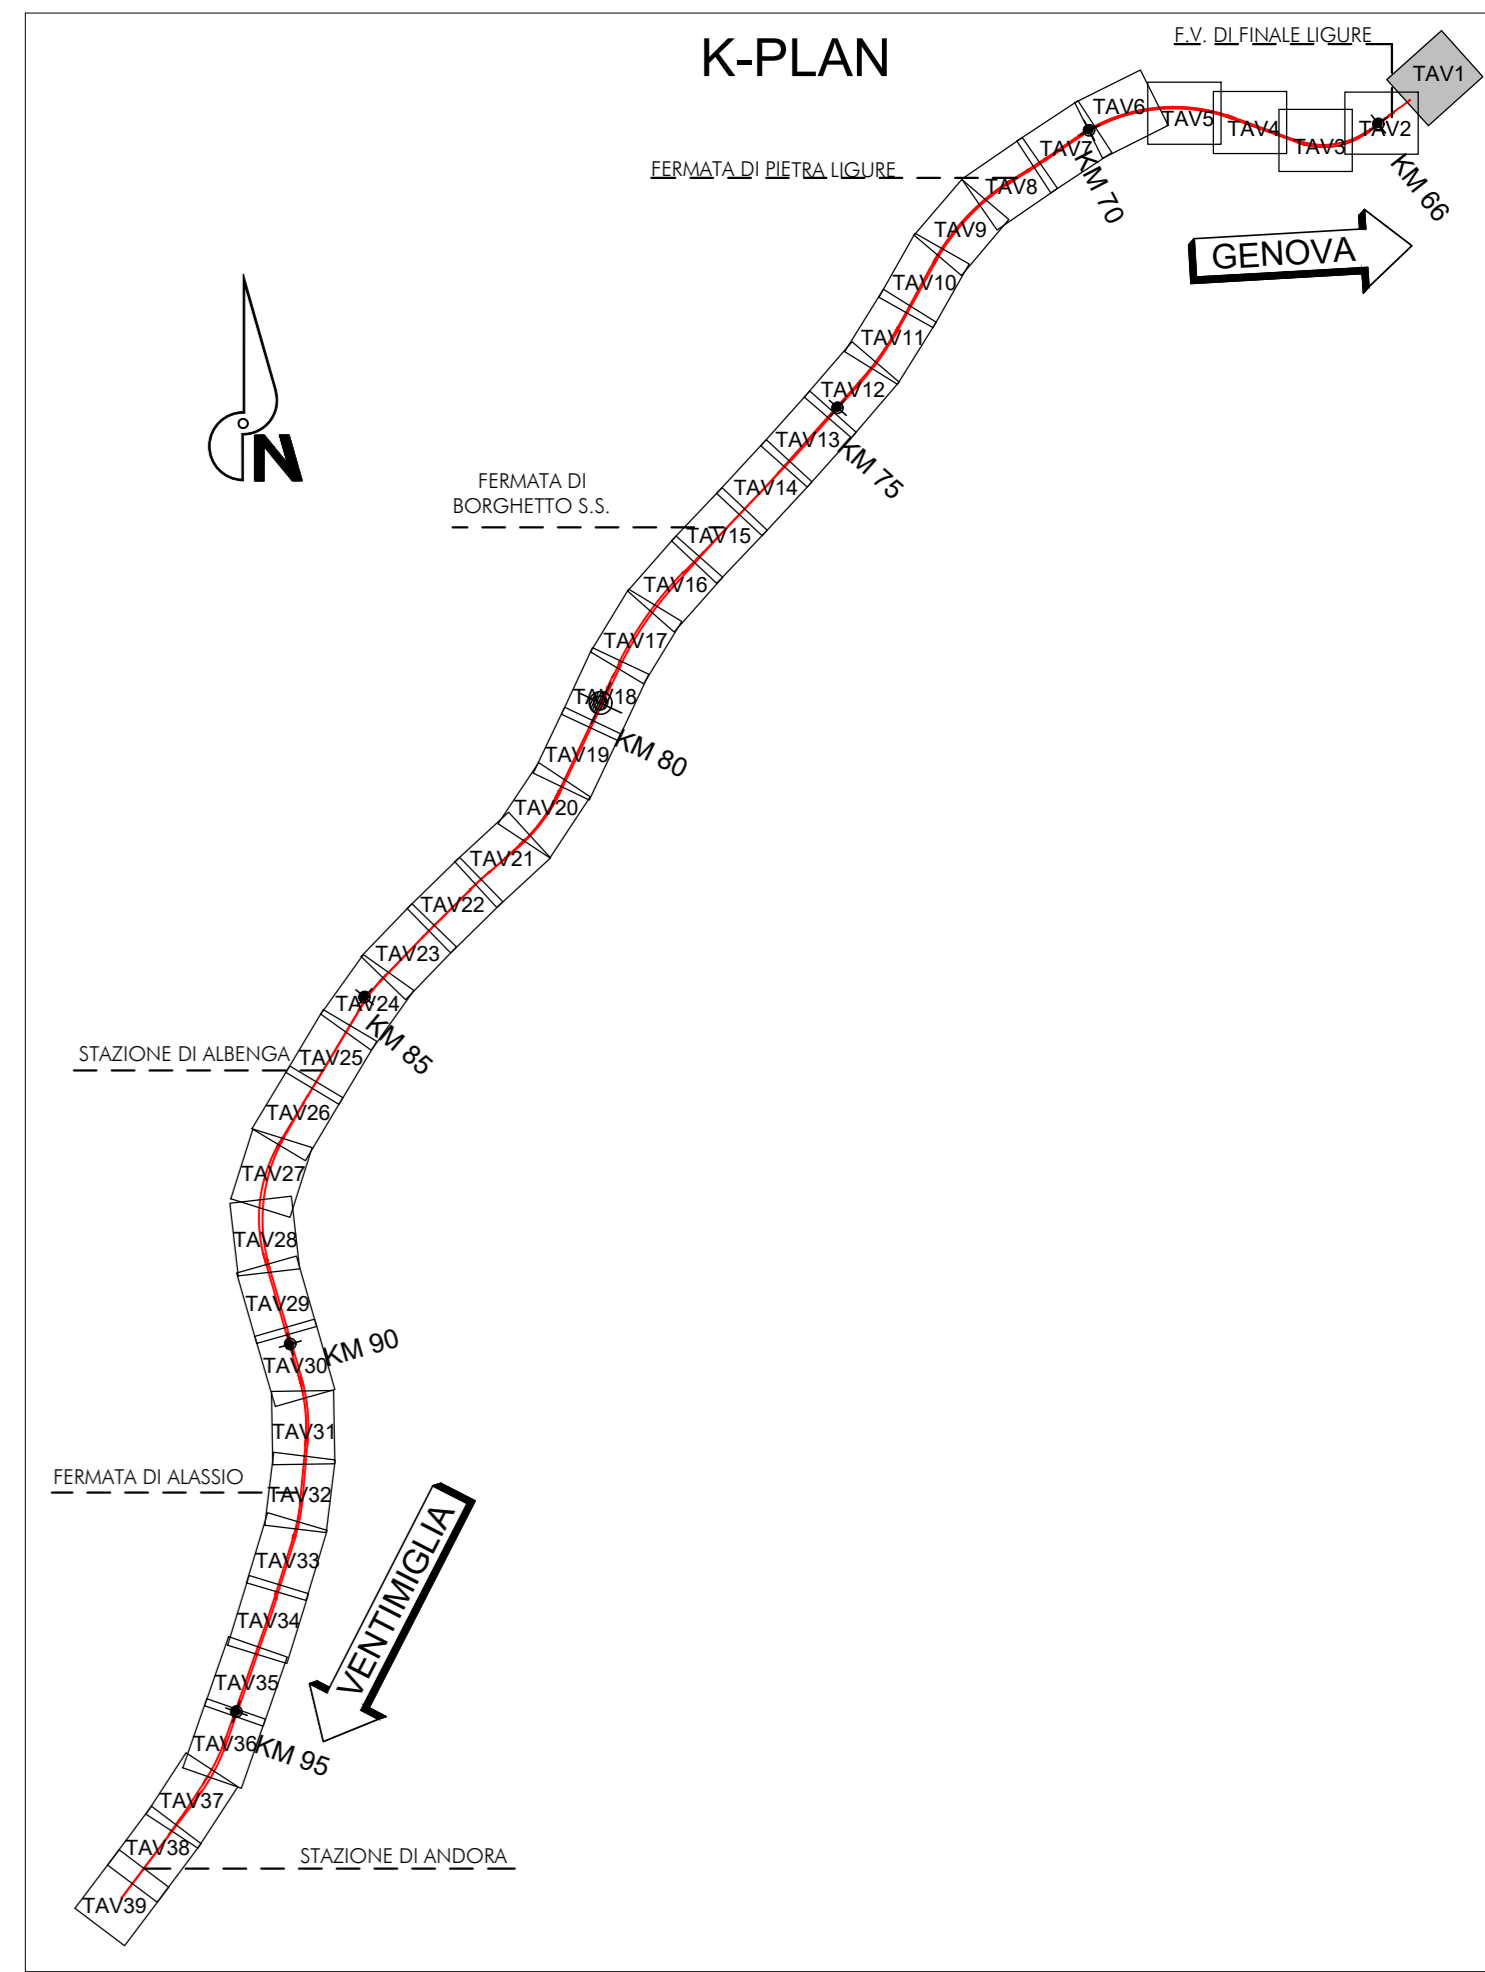 K-PLAN
F.V. DI FINALE LIGURE
TAV1
TAV2
TAV3
TAV4
TAV5
TAV6
TAV7
KM 66
KM 70
FERMATA DI PIETRA LIGURE
TAV8
GENOVA
TAV9
TAV10
TAV11
TAV12
TAV13
KM 75
N
TAV14
FERMATA DI
BORGHETTO S.S.
TAV15
TAV16
TAV17
TAV18
KM 80
TAV19
TAV20
TAV21
TAV22
TAV23
TAV24
KM 85
STAZIONE DI ALBENGA
TAV25
TAV26
TAV27
TAV28
TAV29
KM 90
TAV30
TAV31
FERMATA DI ALASSIO
TAV32
VENTIMIGLIA
TAV33
TAV34
TAV35
TAV36
KM 95
TAV37
TAV38
STAZIONE DI ANDORA
TAV39